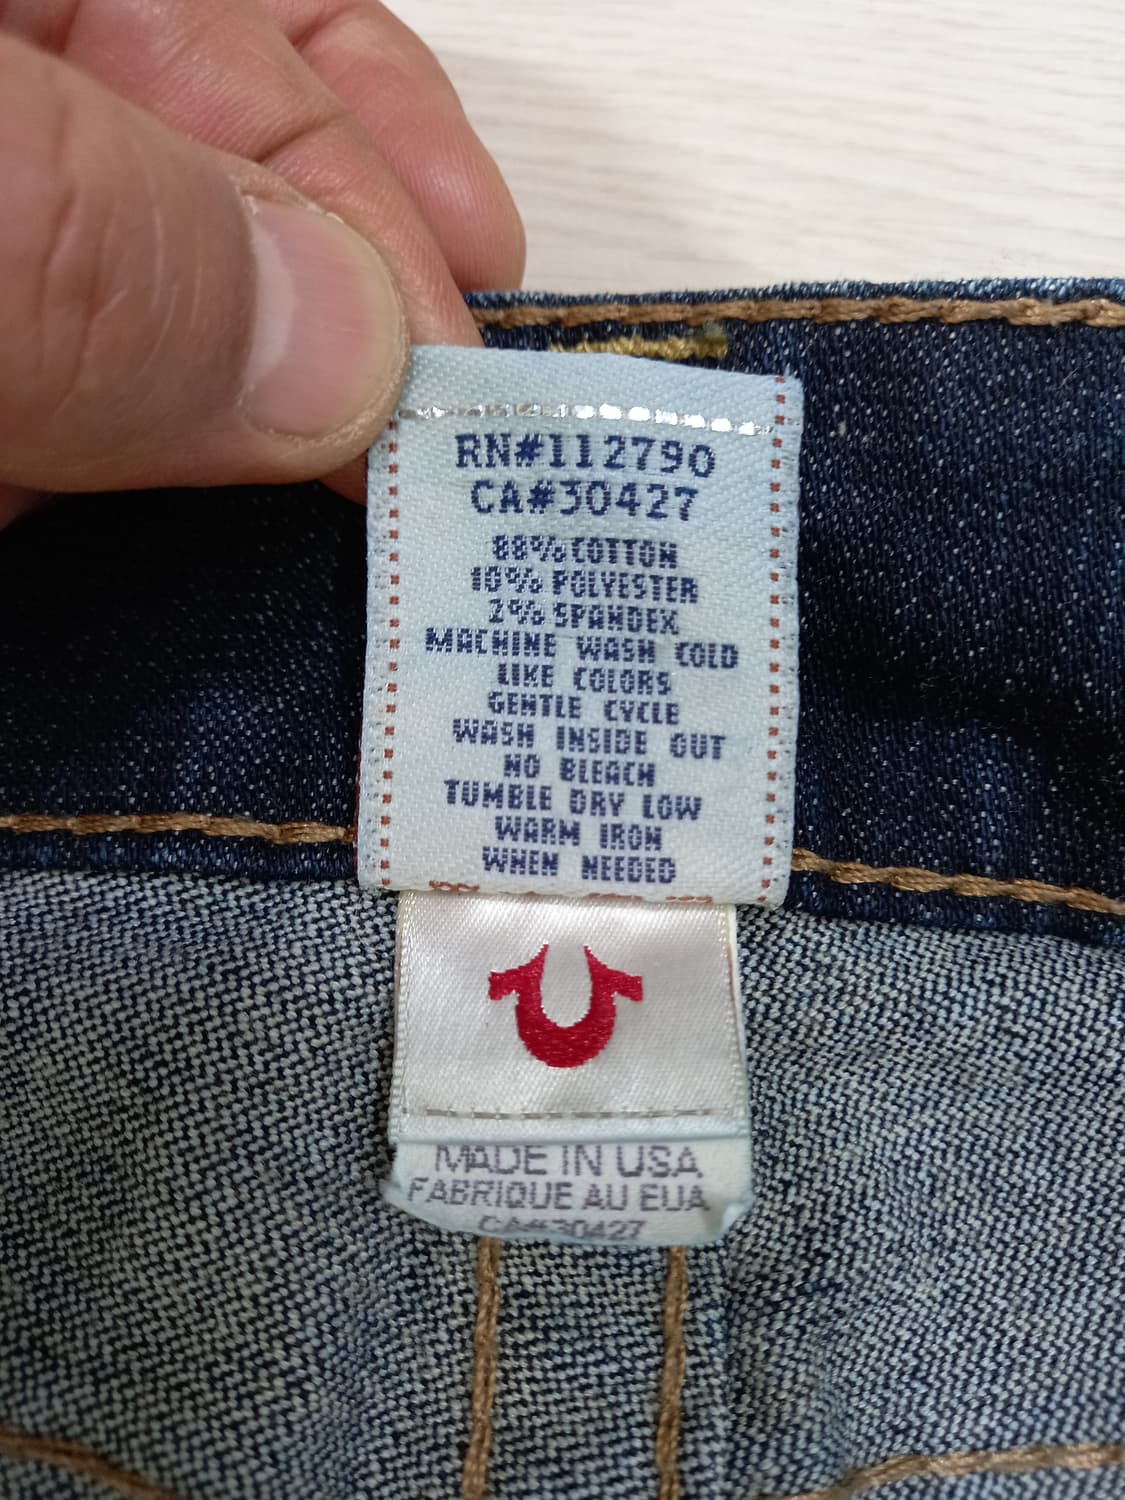 RN#112790
CA#30427
88% COTTON
10% POLYESTER
2% SPANDEX
MACHINE WASH COLD
LIKE COLORS
GENTLE CYCLE
WASH INSIDE OUT
NO BLEACH
TUMBLE DRY LOW
WARM IRON
WHEN NEEDED
MADE IN USA
FABRIQUE AU EUA
CA#30427